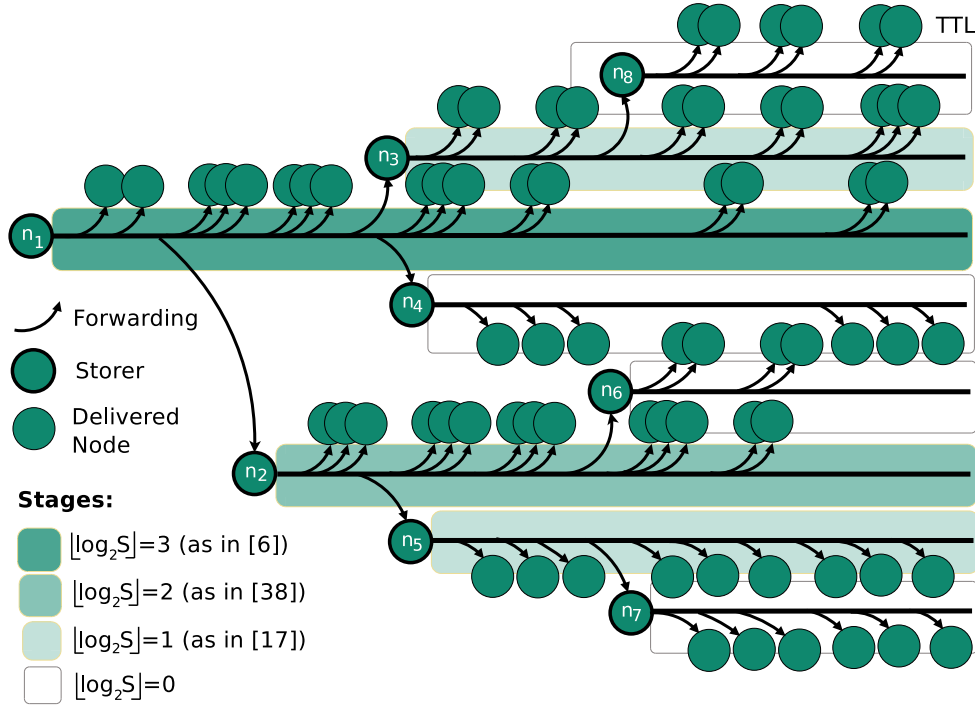 TTL
n8
n3
n1
n4
Forwarding
Storer
n6
Delivered
Node
n2
Stages:
n5
⌊log2S⌋=3 (as in [6])
⌊log2S⌋=2 (as in [38])
n7
⌊log2S⌋=1 (as in [17])
⌊log2S⌋=0